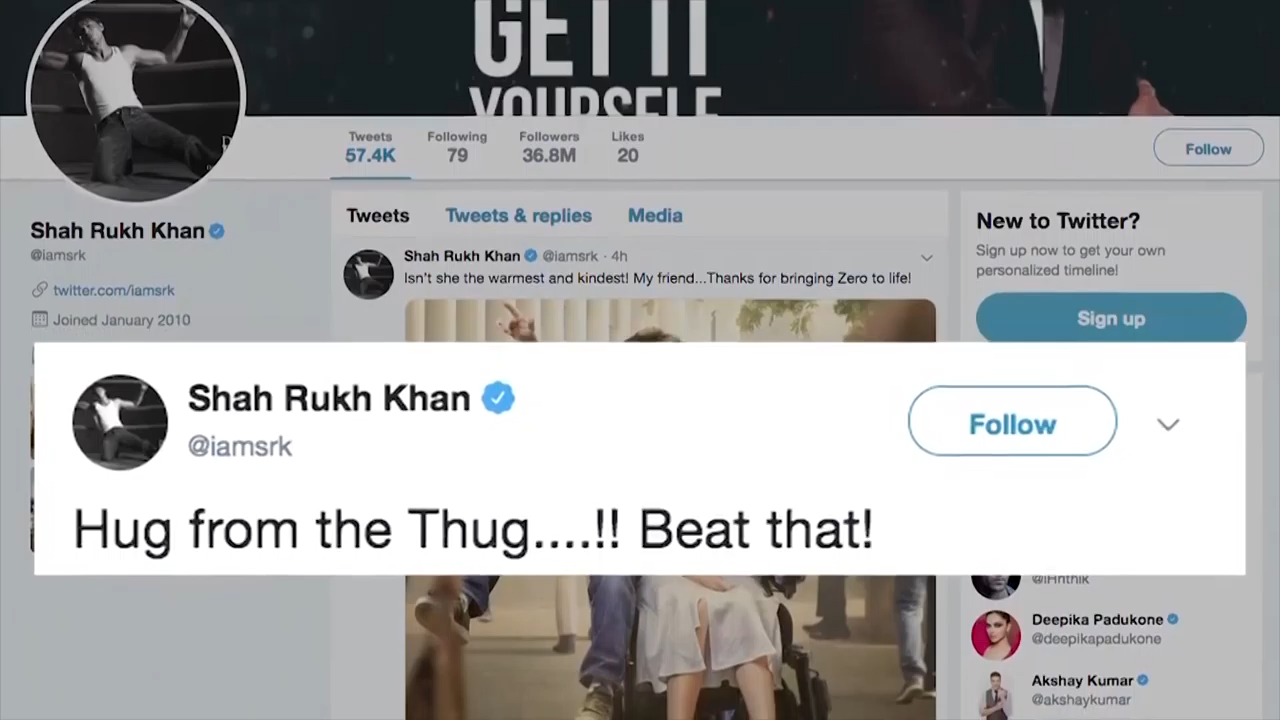 GET IT
YOURSELF
Tweets Following Followers Likes
57.4K 79 36.8M 20
Follow
Shah Rukh Khan
@iamsrk
twitter.com/iamsrk
Joined January 2010
Tweets Tweets & replies Media
Shah Rukh Khan @iamsrk · 4h
Isn't she the warmest and kindest! My friend...Thanks for bringing Zero to life!
New to Twitter?
Sign up now to get your own
personalized timeline!
Sign up
Shah Rukh Khan
@iamsrk
Follow
Hug from the Thug....!! Beat that!
@iHrithik
Deepika Padukone
@deepikapadukone
Akshay Kumar
@akshaykumar